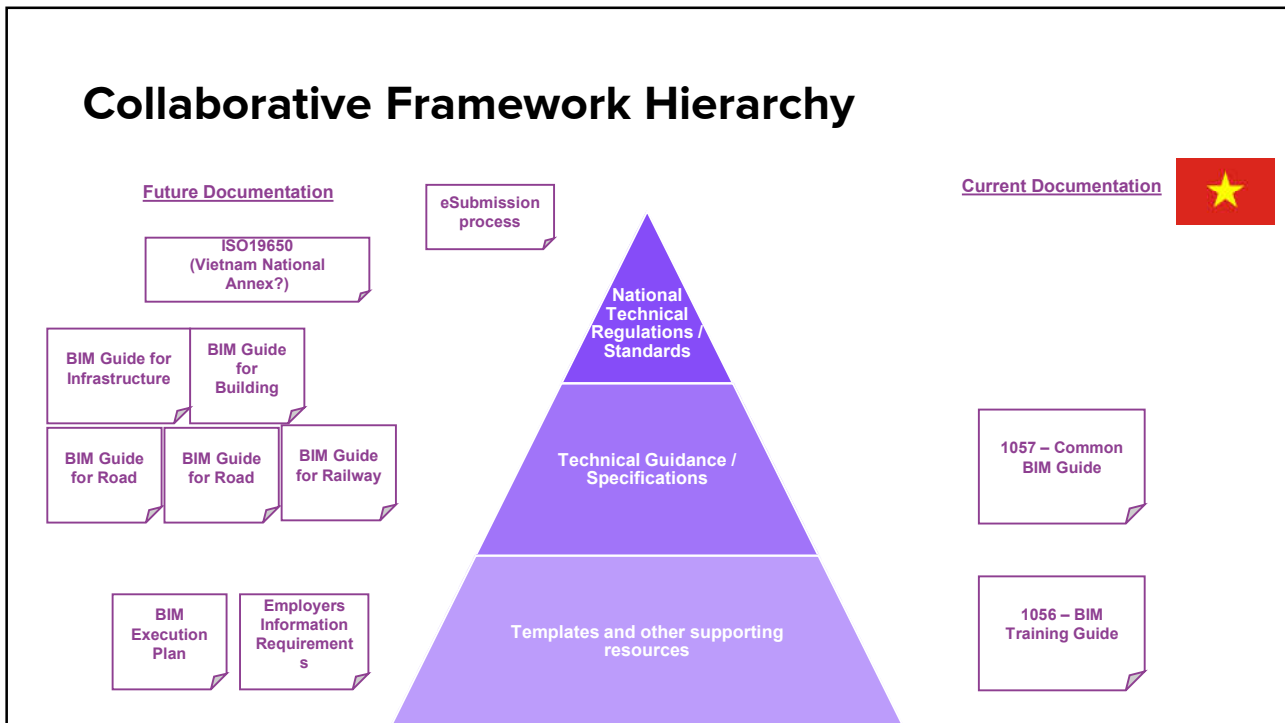 Collaborative Framework Hierarchy
Future Documentation
eSubmission
process
Current Documentation
ISO19650
(Vietnam National
Annex?)
National
Technical
Regulations /
Standards
BIM Guide for
Infrastructure
BIM Guide
for
Building
BIM Guide
for Road
BIM Guide
for Road
BIM Guide
for Railway
Technical Guidance /
Specifications
1057 – Common
BIM Guide
BIM
Execution
Plan
Employers
Information
Requirement
s
Templates and other supporting
resources
1056 – BIM
Training Guide